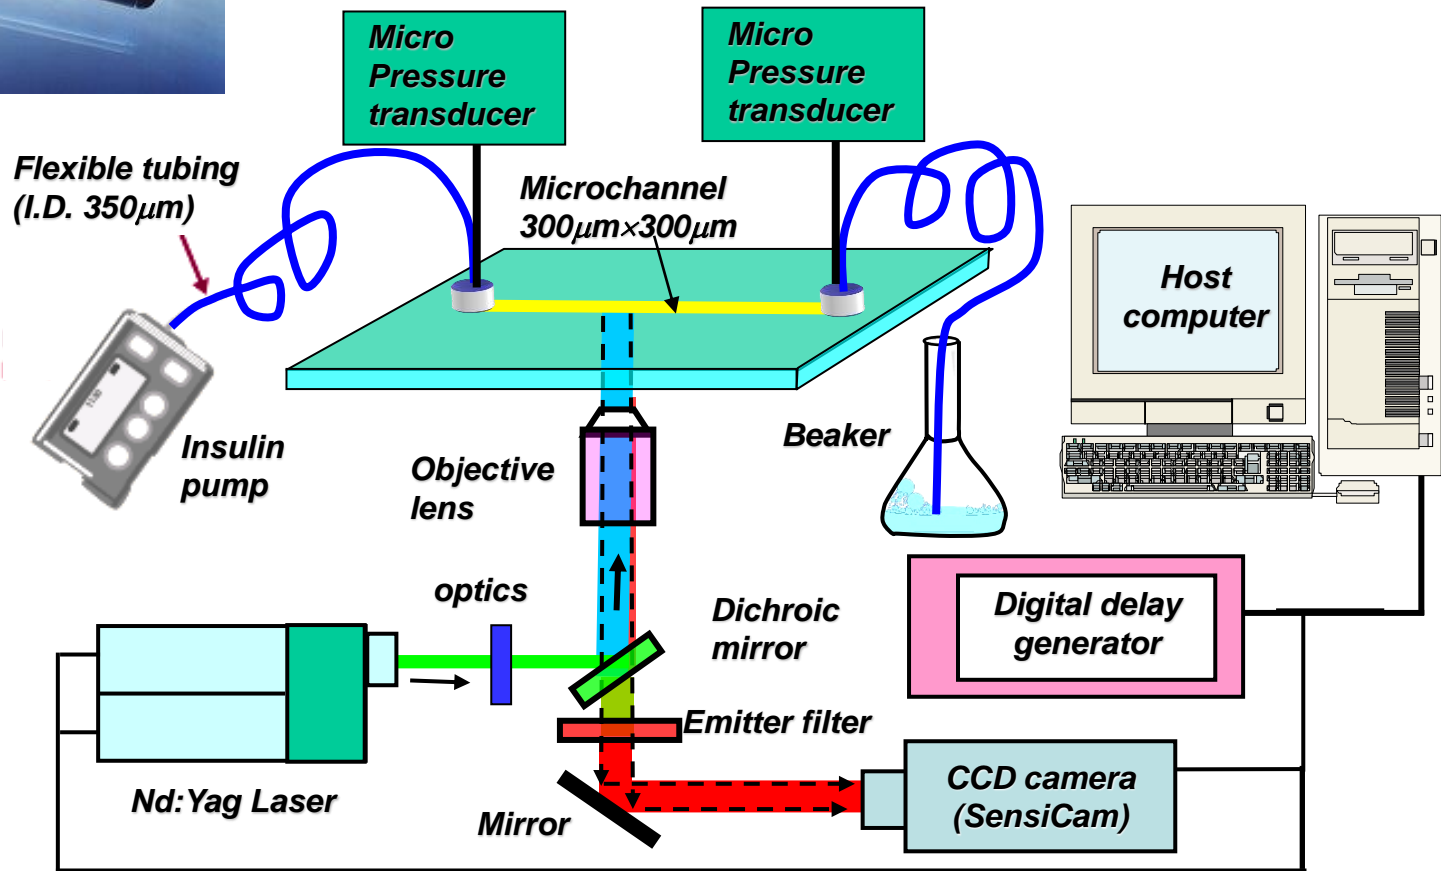 Micro
Pressure
transducer
Micro
Pressure
transducer
Flexible tubing
(I.D. 350μm)
Microchannel
300μm×300μm
Host
computer
Insulin
pump
Objective
lens
Beaker
optics
Dichroic
mirror
Digital delay
generator
Emitter filter
Nd:Yag Laser
Mirror
CCD camera
(SensiCam)